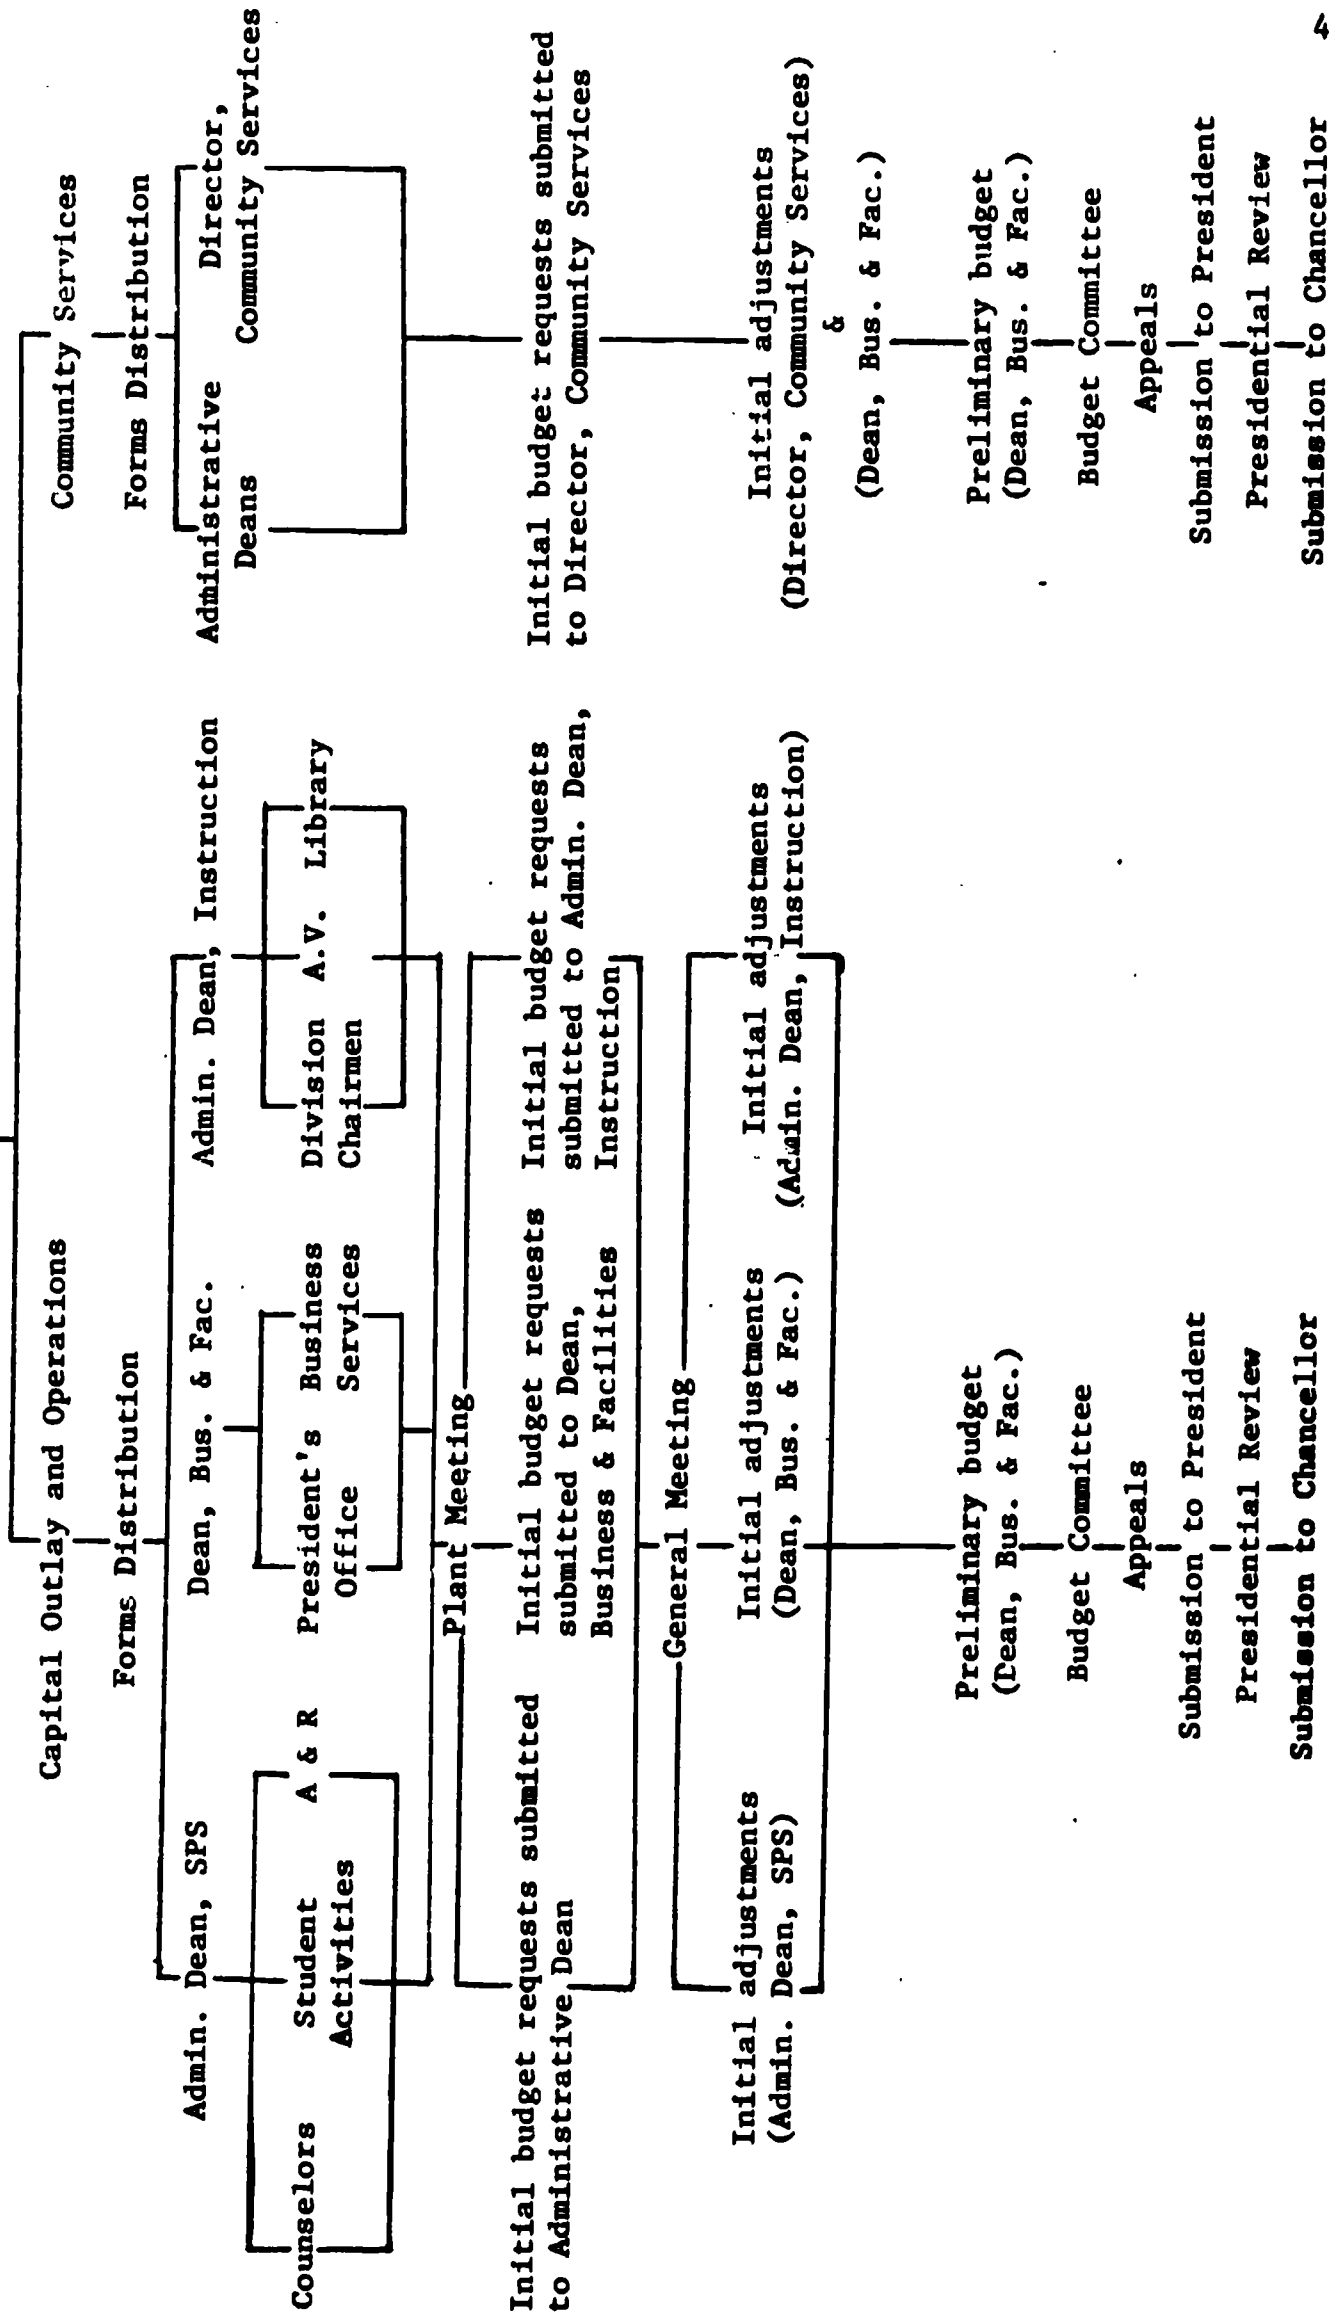 Capital Outlay and Operations
Community Services
Forms Distribution
Forms Distribution
Admin. Dean, SPS
Dean, Bus. & Fac.
Admin. Dean, Instruction
Administrative
Deans
Director,
Community Services
Counselors
Student
Activities
A & R
President's
Office
Business
Services
Division
Chairmen
A.V.
Library
Plant Meeting
Initial budget requests submitted
to Administrative Dean
Initial budget requests
submitted to Dean,
Business & Facilities
Initial budget requests
submitted to Admin. Dean,
Instruction
Initial budget requests submitted
to Director, Community Services
General Meeting
Initial adjustments
(Admin. Dean, SPS)
Initial adjustments
(Dean, Bus. & Fac.)
Initial adjustments
(Admin. Dean, Instruction)
Initial adjustments
(Director, Community Services)
&
(Dean, Bus. & Fac.)
Preliminary budget
(Dean, Bus. & Fac.)
Budget Committee
Appeals
Submission to President
Presidential Review
Submission to Chancellor
Preliminary budget
(Dean, Bus. & Fac.)
Budget Committee
Appeals
Submission to President
Presidential Review
Submission to Chancellor
4